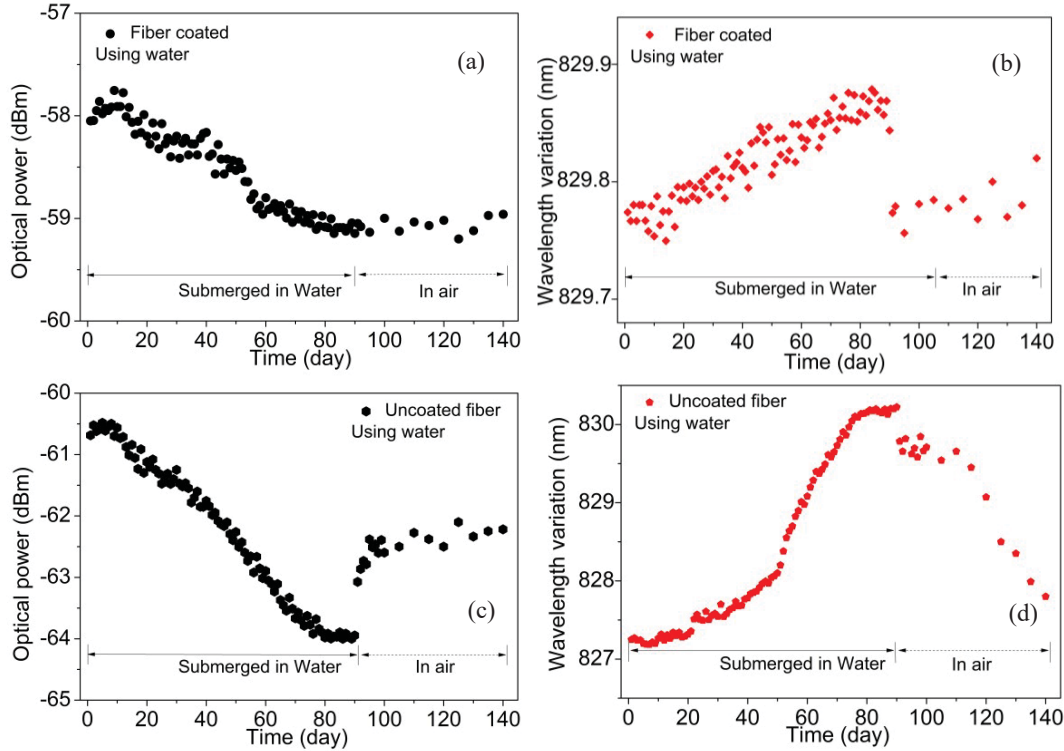 -57
-58
-59
-60
Optical power (dBm)
Fiber coated
Using water
(a)
Submerged in Water
In air
0 20 40 60 80 100 120 140
Time (day)
829.9
829.8
829.7
Wavelength variation (nm)
Fiber coated
Using water
(b)
Submerged in Water
In air
0 20 40 60 80 100 120 140
Time (day)
-60
-61
-62
-63
-64
-65
Optical power (dBm)
Uncoated fiber
Using water
(c)
Submerged in Water
In air
0 20 40 60 80 100 120 140
Time (day)
830
829
828
827
Wavelength variation (nm)
Uncoated fiber
Using water
(d)
Submerged in Water
In air
0 20 40 60 80 100 120 140
Time (day)